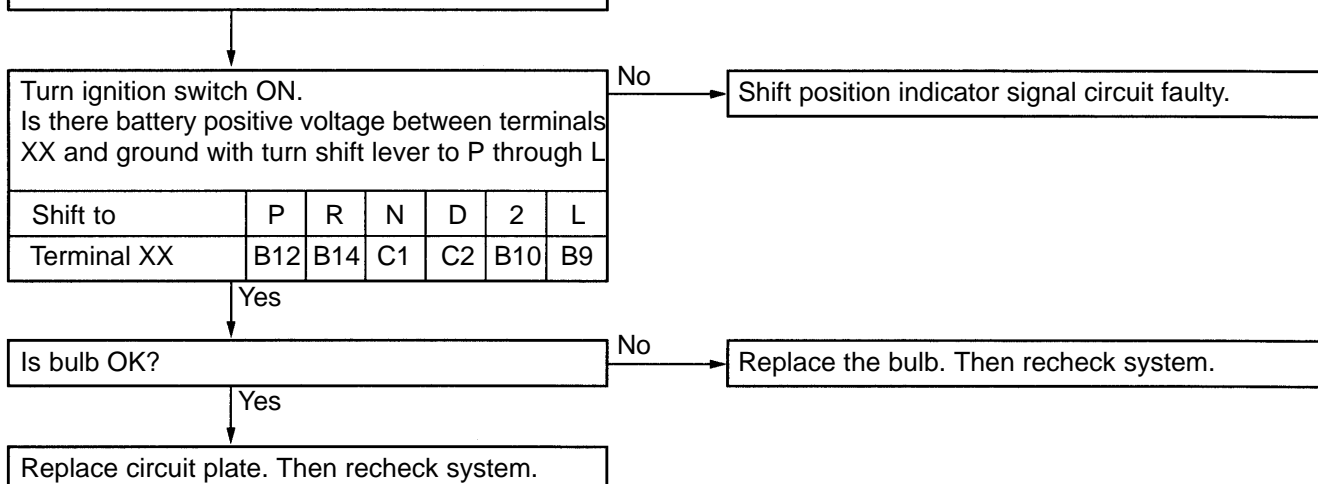 Turn ignition switch ON.
Is there battery positive voltage between terminals
XX and ground with turn shift lever to P through L
No
Shift position indicator signal circuit faulty.
Shift to P R N D 2 L
Terminal XX B12 B14 C1 C2 B10 B9
Yes
Is bulb OK?
No
Replace the bulb. Then recheck system.
Yes
Replace circuit plate. Then recheck system.